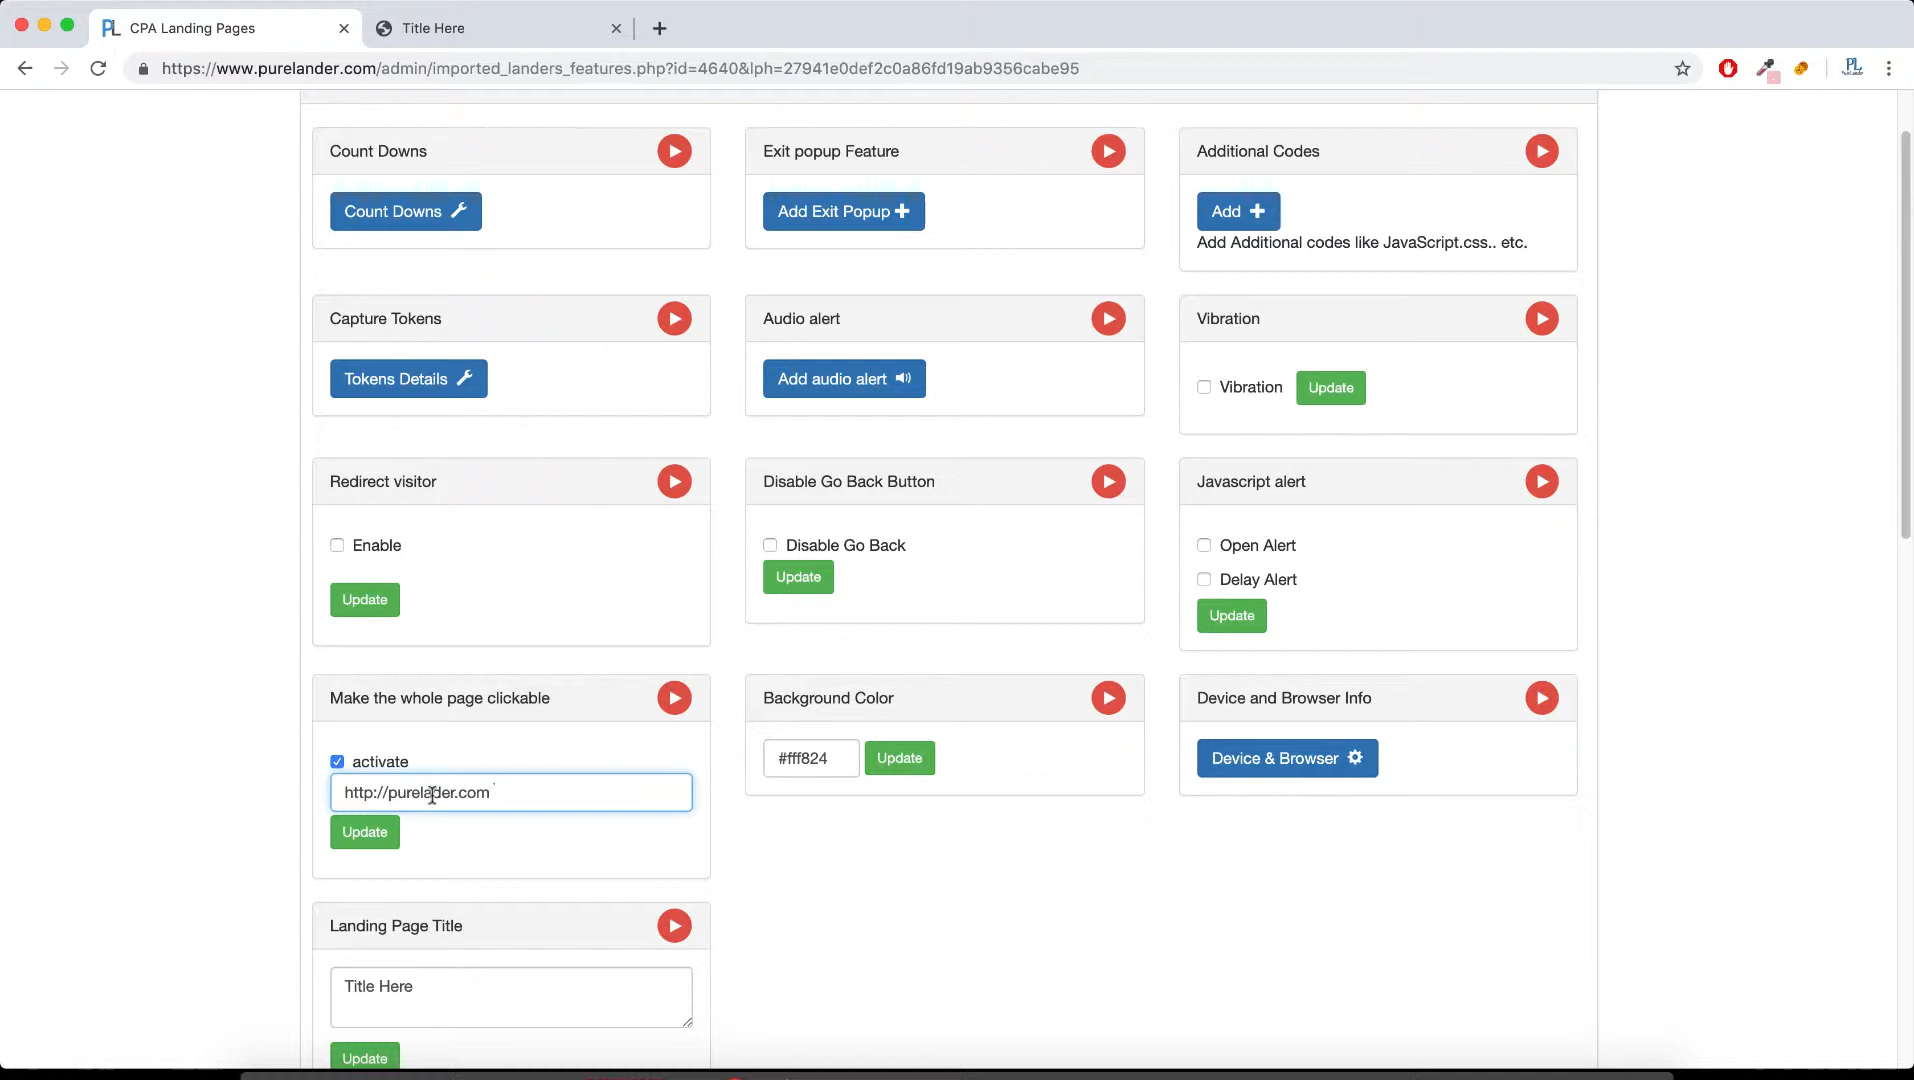 CPA Landing Pages
Title Here
https://www.purelander.com/admin/imported_landers_features.php?id=4640&lph=27941e0def2c0a86fd19ab9356cabe95
Count Downs
Count Downs
Exit popup Feature
Add Exit Popup
Additional Codes
Add
Add Additional codes like JavaScript.css.. etc.
Capture Tokens
Tokens Details
Audio alert
Add audio alert
Vibration
Vibration Update
Redirect visitor
Enable
Update
Disable Go Back Button
Disable Go Back
Update
Javascript alert
Open Alert
Delay Alert
Update
Make the whole page clickable
activate
http://purelader.com
Update
Background Color
#fff824 Update
Device and Browser Info
Device & Browser
Landing Page Title
Title Here
Update